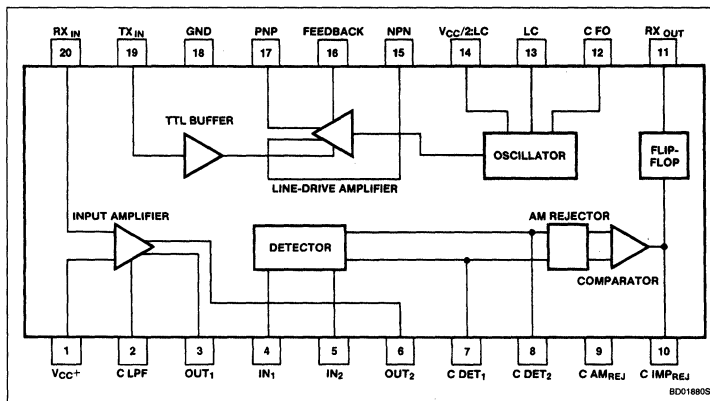 RX IN TX IN GND PNP FEEDBACK NPN VCC/2:LC LC C FO RX OUT
20 19 18 17 16 15 14 13 12 11
TTL BUFFER
LINE-DRIVE AMPLIFIER
OSCILLATOR
FLIP-
FLOP
INPUT AMPLIFIER
DETECTOR
AM REJECTOR
COMPARATOR
1 2 3 4 5 6 7 8 9 10
VCC+ C LPF OUT1 IN1 IN2 OUT2 C DET1 C DET2 C AMREJ C IMPREJ
BD01880S